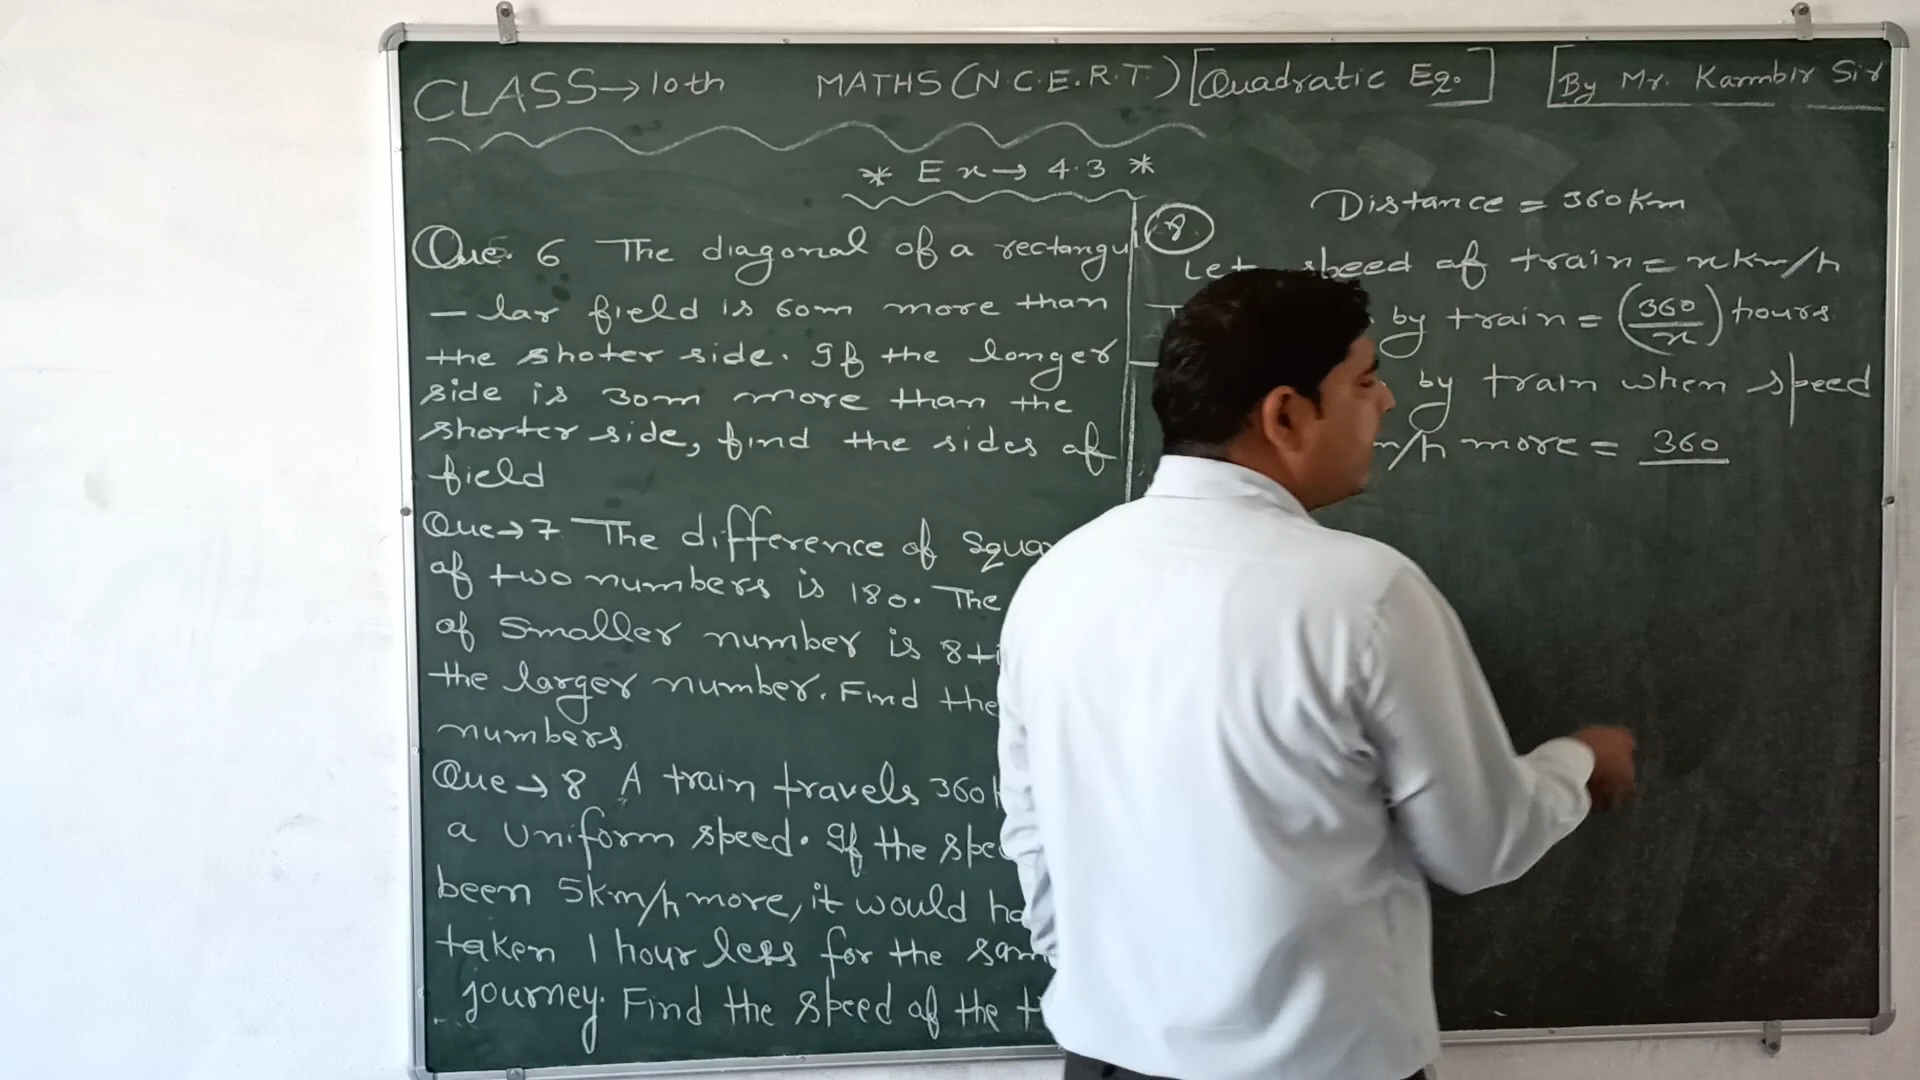 CLASS→10th MATHS (N.C.E.R.T.) [Quadratic Eq.] [By Mr. Karmbir Sir
* Ex→ 4.3 *
Que. 6 The diagonal of a rectangu
- lar field is 60m more than
the shoter side. If the longer
side is 30m more than the
shorter side, find the sides of
field
Que→7 The difference of Squa
of two numbers is 180. The
of smaller number is 8
the larger number. Find the
numbers.
Que→8 A train travels 360
a uniform speed. If the spe
been 5km/h more, it would ha
taken 1 hour less for the sam
journey. Find the speed of the t
8 Distance = 360km
Let speed of train = x km/h
by train = (360/x) hours
by train when speed
m/h more = 360